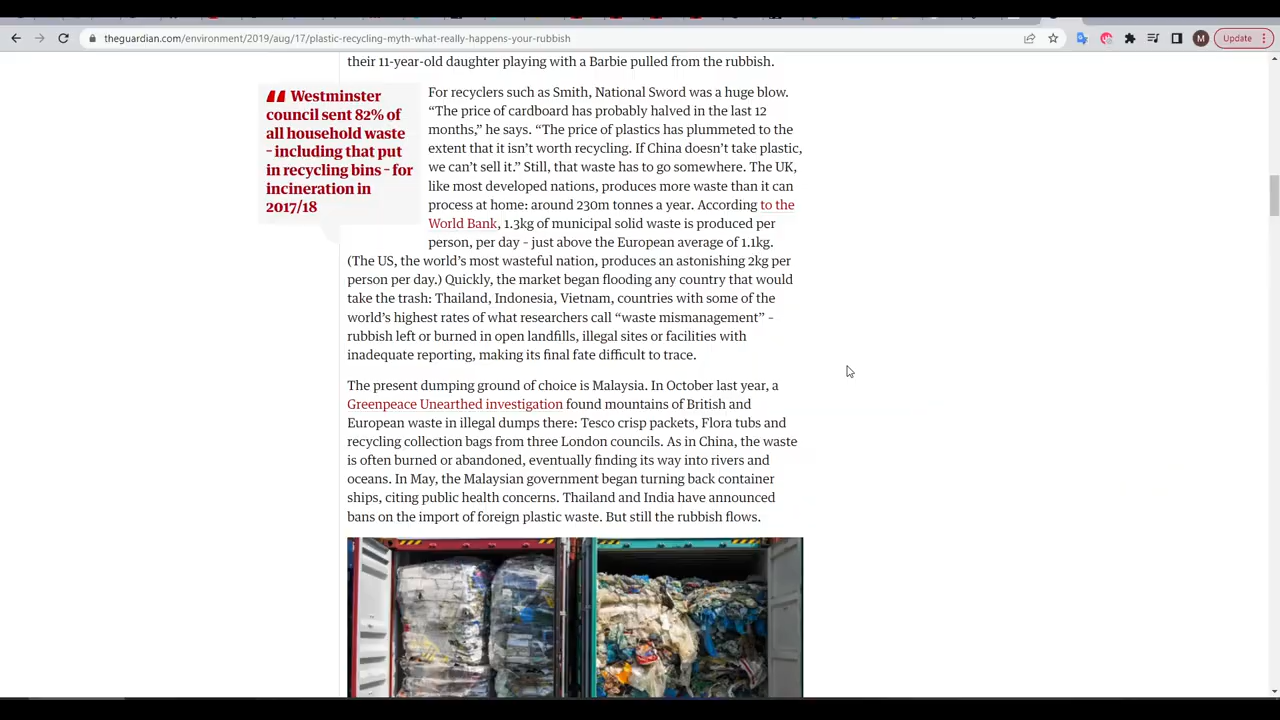 theguardian.com/environment/2019/aug/17/plastic-recycling-myth-what-really-happens-your-rubbish
M
Update
their 11-year-old daughter playing with a Barbie pulled from the rubbish.
Westminster
council sent 82% of
all household waste
– including that put
in recycling bins – for
incineration in
2017/18
For recyclers such as Smith, National Sword was a huge blow.
“The price of cardboard has probably halved in the last 12
months,” he says. “The price of plastics has plummeted to the
extent that it isn’t worth recycling. If China doesn’t take plastic,
we can’t sell it.” Still, that waste has to go somewhere. The UK,
like most developed nations, produces more waste than it can
process at home: around 230m tonnes a year. According to the
World Bank, 1.3kg of municipal solid waste is produced per
person, per day – just above the European average of 1.1kg.
(The US, the world’s most wasteful nation, produces an astonishing 2kg per
person per day.) Quickly, the market began flooding any country that would
take the trash: Thailand, Indonesia, Vietnam, countries with some of the
world’s highest rates of what researchers call “waste mismanagement” –
rubbish left or burned in open landfills, illegal sites or facilities with
inadequate reporting, making its final fate difficult to trace.
The present dumping ground of choice is Malaysia. In October last year, a
Greenpeace Unearthed investigation found mountains of British and
European waste in illegal dumps there: Tesco crisp packets, Flora tubs and
recycling collection bags from three London councils. As in China, the waste
is often burned or abandoned, eventually finding its way into rivers and
oceans. In May, the Malaysian government began turning back container
ships, citing public health concerns. Thailand and India have announced
bans on the import of foreign plastic waste. But still the rubbish flows.